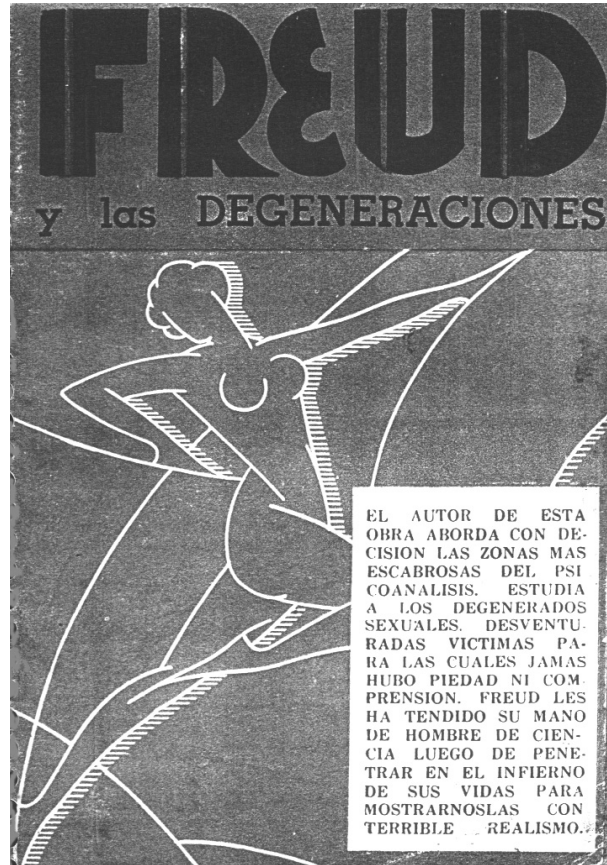 FREUD
y las DEGENERACIONES
EL AUTOR DE ESTA
OBRA ABORDA CON DE-
CISION LAS ZONAS MAS
ESCABROSAS DEL PSI
COANALISIS. ESTUDIA
A LOS DEGENERADOS
SEXUALES. DESVENTU-
RADAS VICTIMAS PA-
RA LAS CUALES JAMAS
HUBO PIEDAD NI COM-
PRENSION. FREUD LES
HA TENDIDO SU MANO
DE HOMBRE DE CIEN-
CIA LUEGO DE PENE-
TRAR EN EL INFIERNO
DE SUS VIDAS PARA
MOSTRARNOSLAS CON
TERRIBLE REALISMO.